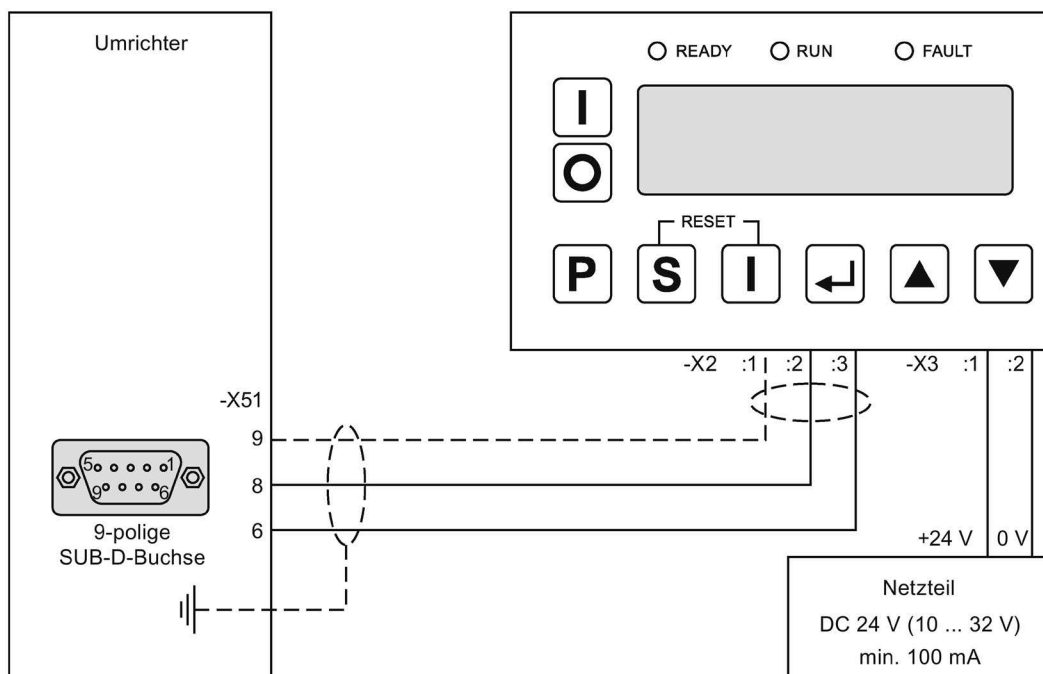 Umrichter
READY RUN FAULT
I
O
RESET
P S I
-X2 :1 :2 :3 -X3 :1 :2
-X51
9
8
6
5 1
9 6
9-polige
SUB-D-Buchse
+24 V 0 V
Netzteil
DC 24 V (10 ... 32 V)
min. 100 mA